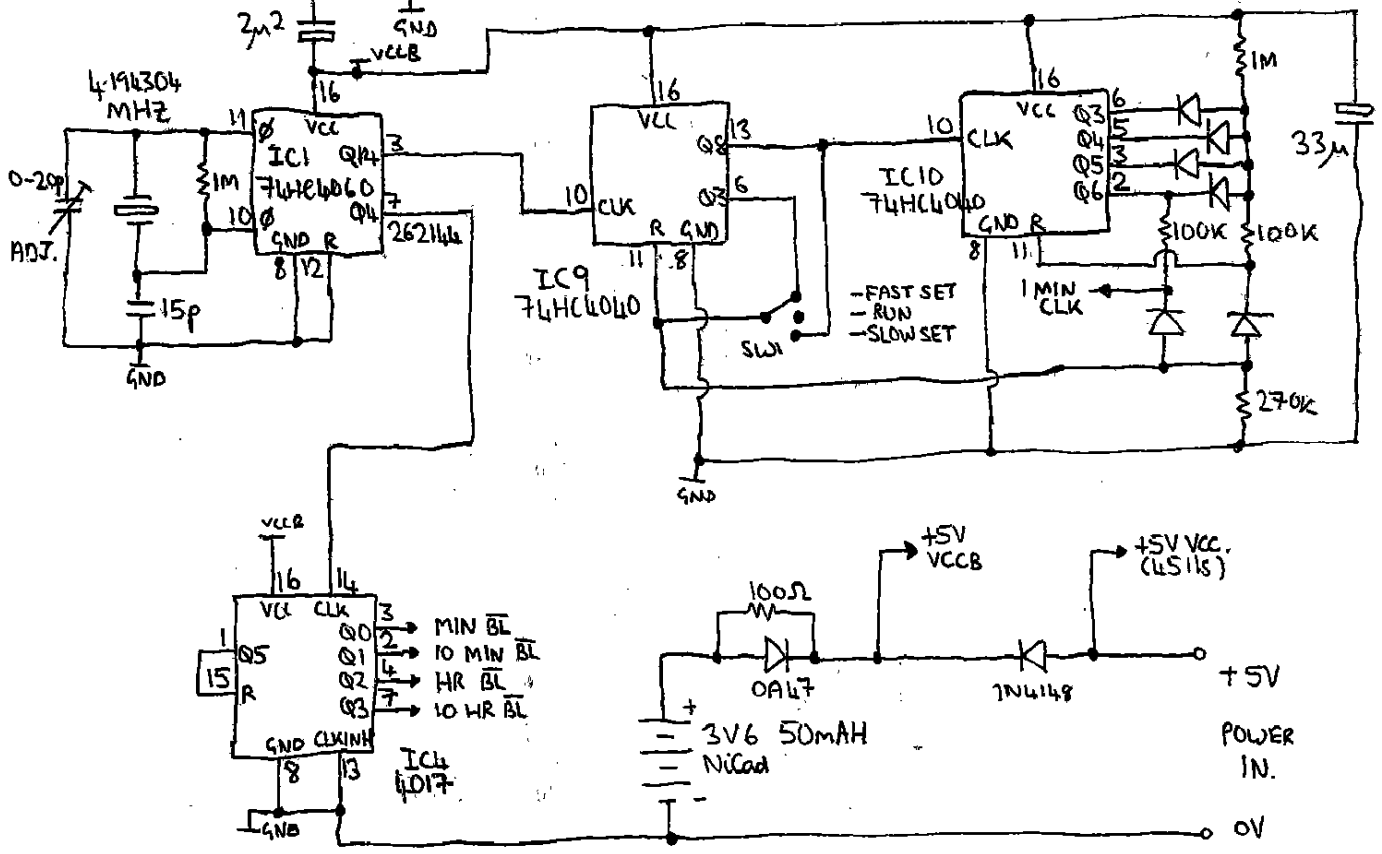 2µ2
GND
VCCB
4.194304
MHZ
11
Ø
16
VCC
IC1
74HC4060
Q14
3
Q4
7
262144
10
Ø
GND
R
8
12
1M
0-20p
ADJ.
15p
GND
16
VCC
Q8
13
Q3
6
10
CLK
R
GND
11
8
IC9
74HC4040
SW1
-FAST SET
-RUN
-SLOW SET
GND
16
VCC
10
CLK
IC10
74HC4040
Q3
6
Q4
5
Q5
3
Q6
2
GND
R
8
11
1M
33µ
100K
100K
1 MIN
CLK
270K
VCCB
16
14
VCC
CLK
1
Q5
15
R
Q0
3
MIN B̅L̅
Q1
2
10 MIN B̅L̅
Q2
4
HR B̅L̅
Q3
7
10 HR B̅L̅
GND
CLKINH
8
13
IC4
4017
GND
+5V
VCCB
+5V VCC.
(4511s)
100Ω
OA47
1N4148
+
3V6 50mAH
NiCad
-
+5V
POWER
IN.
0V